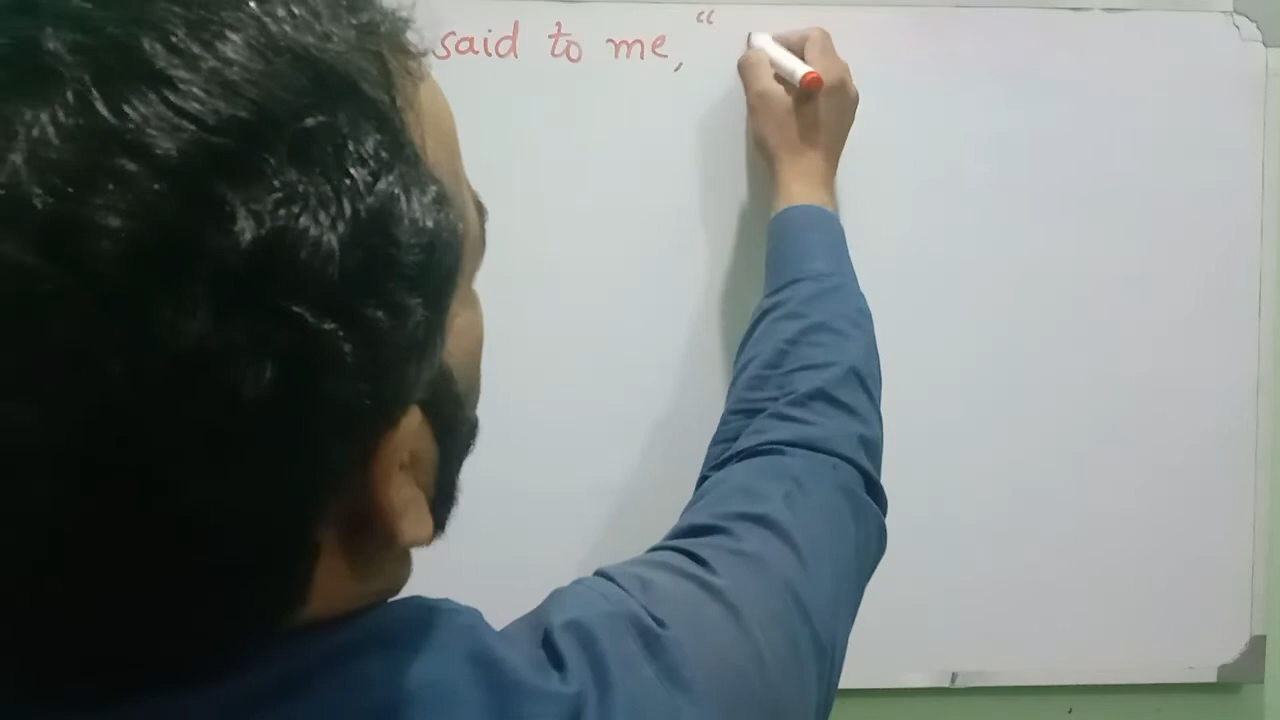 said to me, “